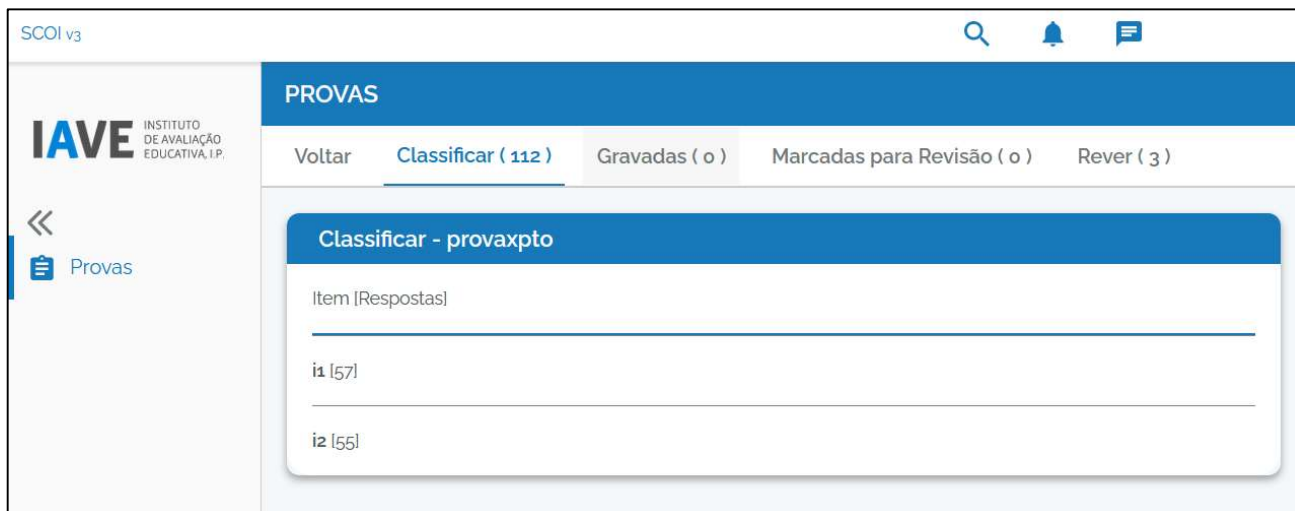 SCOI v3
IAVE INSTITUTO
DE AVALIAÇÃO
EDUCATIVA, I.P.
Provas
PROVAS
Voltar Classificar ( 112 ) Gravadas ( 0 ) Marcadas para Revisão ( 0 ) Rever ( 3 )
Classificar - provaxpto
Item [Respostas]
i1 [57]
i2 [55]